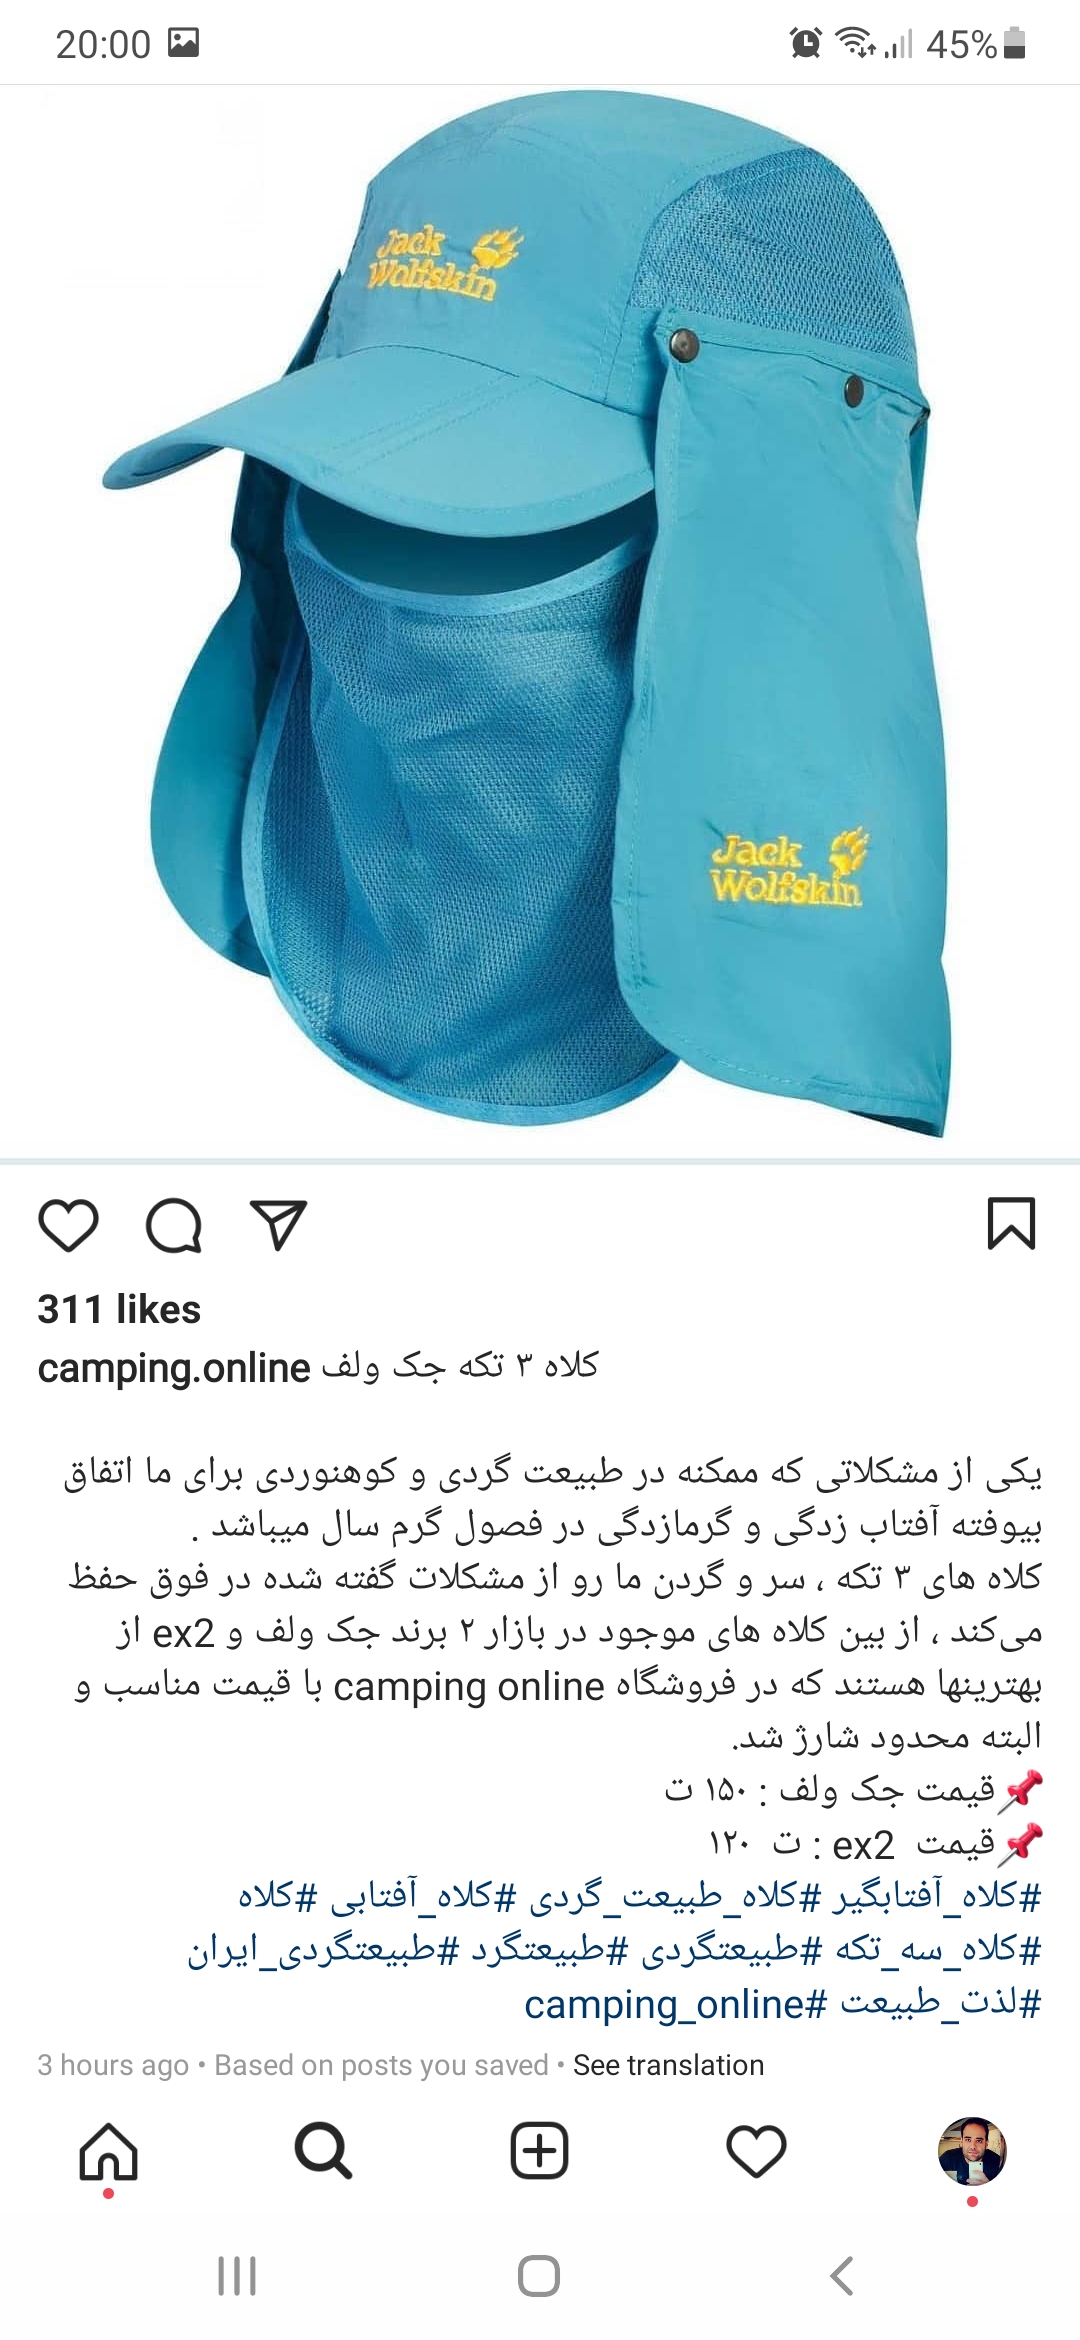 20:00
45%
Jack
Wolfskin
Jack
Wolfskin
311 likes
camping.online کلاه ۳ تکه جک ولف
یکی از مشکلاتی که ممکنه در طبیعت گردی و کوهنوردی برای ما اتفاق
بیوفته آفتاب زدگی و گرمازدگی در فصول گرم سال میباشد .
کلاه های ۳ تکه ، سر و گردن ما رو از مشکلات گفته شده در فوق حفظ
می‌کند ، از بین کلاه های موجود در بازار ۲ برند جک ولف و ex2 از
بهترینها هستند که در فروشگاه camping online با قیمت مناسب و
البته محدود شارژ شد.
📌قیمت جک ولف : ۱۵۰ ت
📌قیمت ex2 : ت ۱۲۰
#کلاه_آفتابگیر #کلاه_طبیعت_گردی #کلاه_آفتابی #کلاه
#کلاه_سه_تکه #طبیعتگردی #طبیعتگرد #طبیعتگردی_ایران
#لذت_طبیعت #camping_online
3 hours ago • Based on posts you saved • See translation